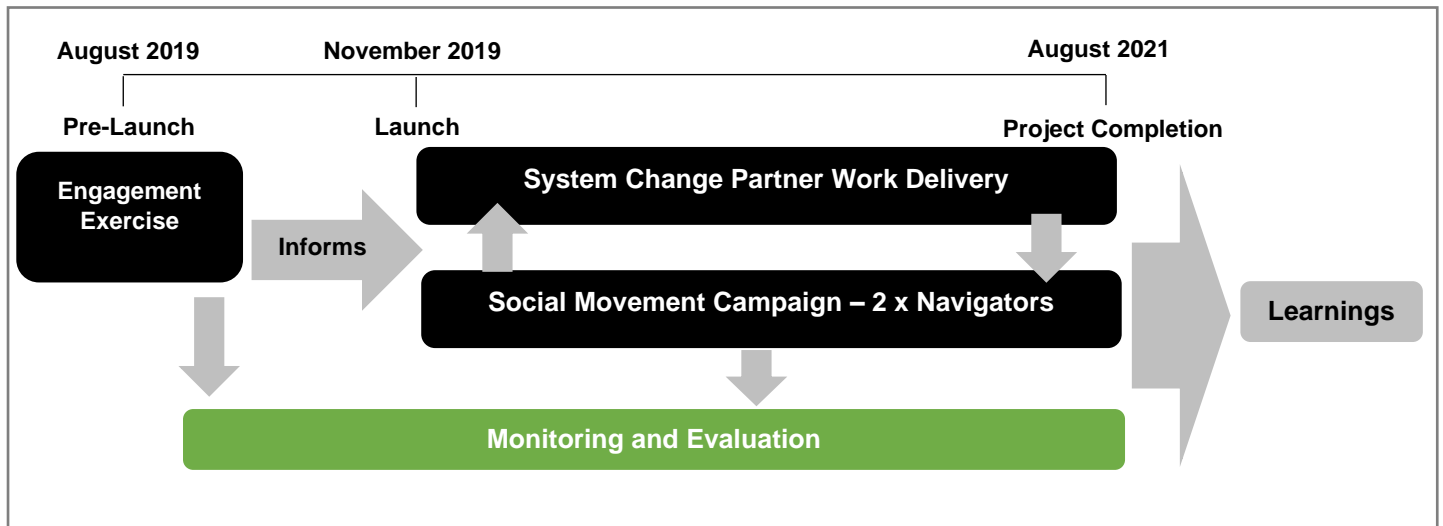 August 2019
November 2019
August 2021
Pre-Launch
Launch
Project Completion
Engagement
Exercise
Informs
System Change Partner Work Delivery
Social Movement Campaign – 2 x Navigators
Learnings
Monitoring and Evaluation